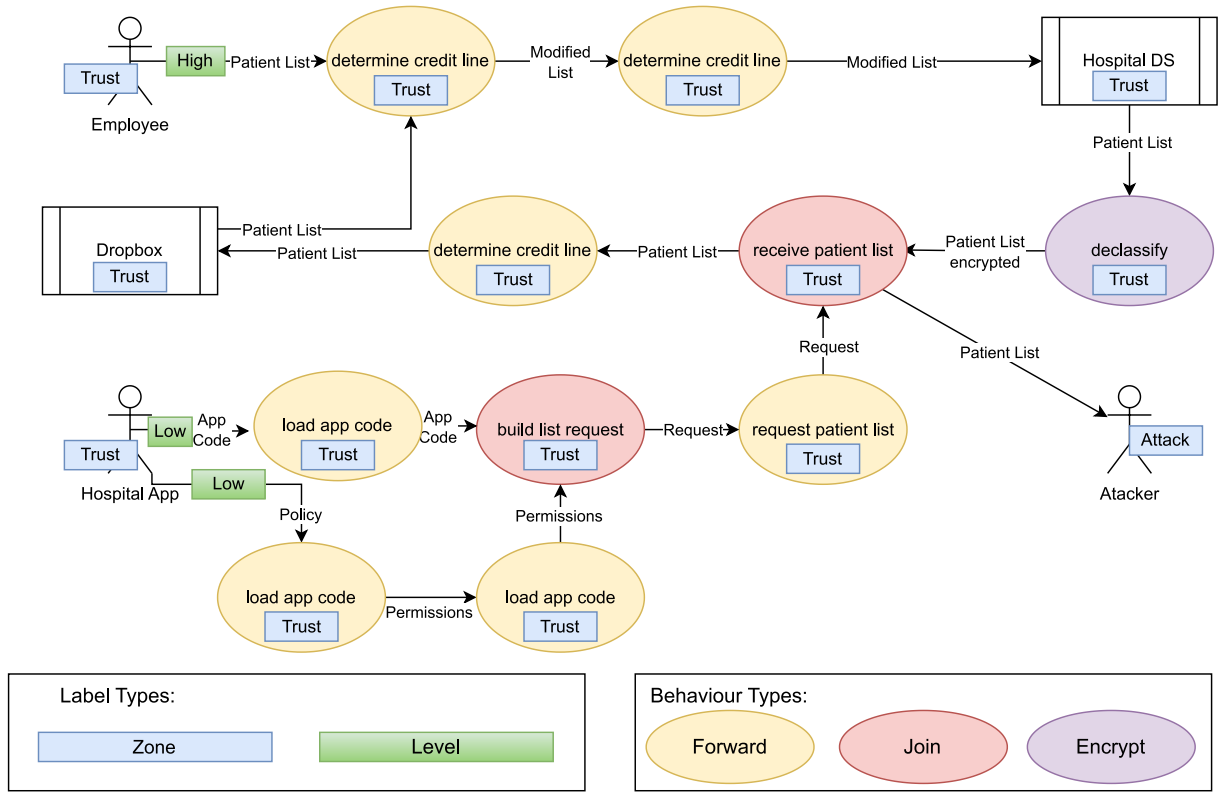 High
Patient List
Trust
Employee
determine credit line
Trust
Modified
List
determine credit line
Trust
Modified List
Hospital DS
Trust
Patient List
Dropbox
Trust
Patient List
Patient List
determine credit line
Trust
Patient List
receive patient list
Trust
Patient List
encrypted
declassify
Trust
Request
Patient List
Low
App
Code
Trust
Hospital App
load app code
Trust
App
Code
build list request
Trust
Request
request patient list
Trust
Attack
Atacker
Low
Policy
Permissions
load app code
Trust
Permissions
load app code
Trust
Label Types:
Zone
Level
Behaviour Types:
Forward
Join
Encrypt